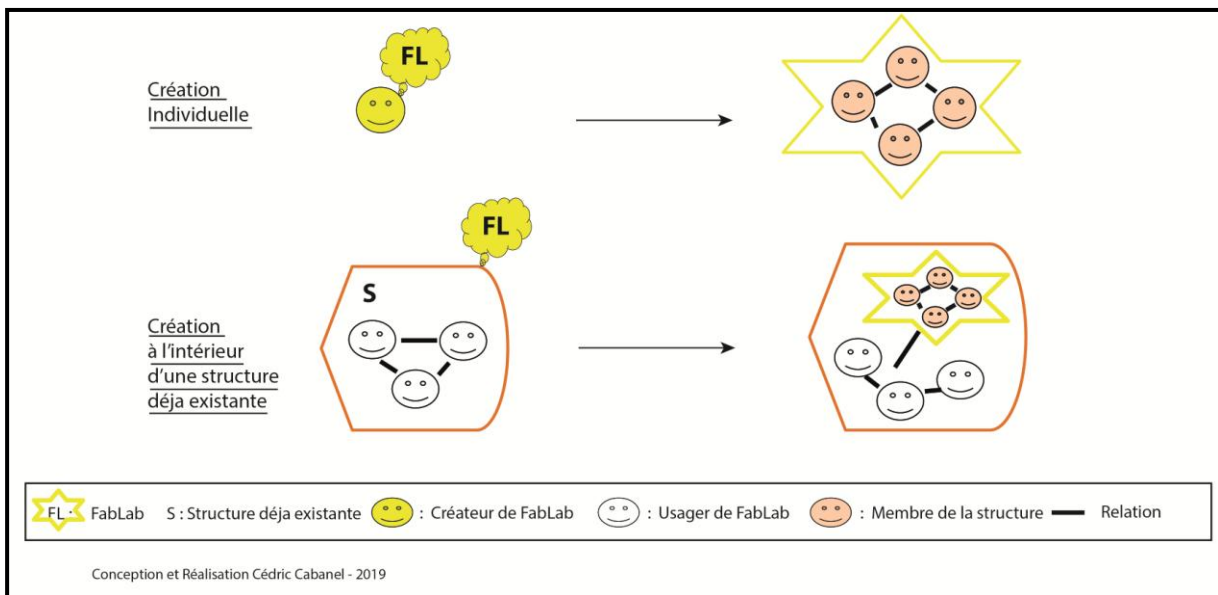 FL
Création
Individuelle
FL
S
Création
à l'intérieur
d'une structure
déja existante
FL : FabLab S : Structure déja existante : Créateur de FabLab : Usager de FabLab : Membre de la structure Relation
Conception et Réalisation Cédric Cabanel - 2019